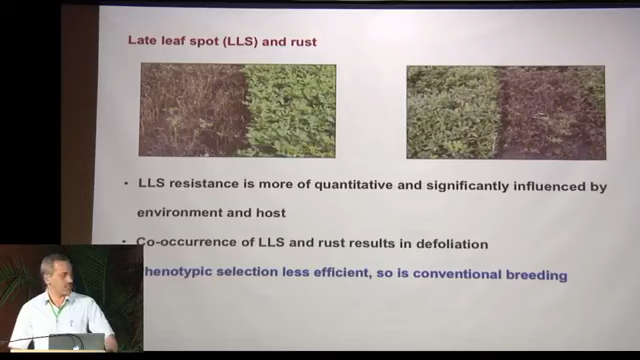 Late leaf spot (LLS) and rust
• LLS resistance is more of quantitative and significantly influenced by
environment and host
• Co-occurrence of LLS and rust results in defoliation
henotypic selection less efficient, so is conventional breeding